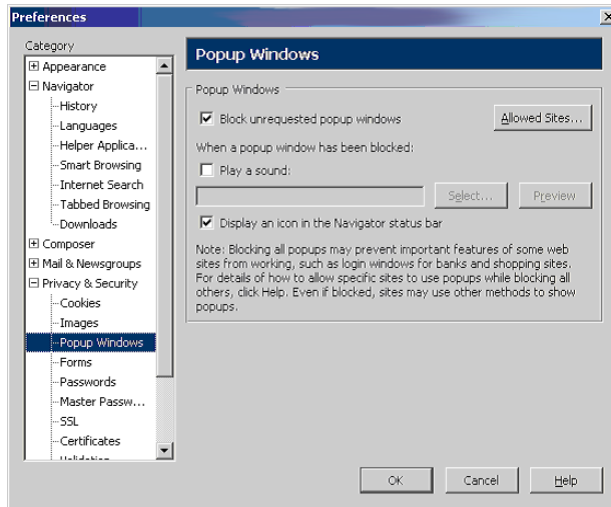 Preferences
Category
Appearance
Navigator
History
Languages
Helper Applica...
Smart Browsing
Internet Search
Tabbed Browsing
Downloads
Composer
Mail & Newsgroups
Privacy & Security
Cookies
Images
Popup Windows
Forms
Passwords
Master Passw...
SSL
Certificates
Validation
Popup Windows
Popup Windows
Block unrequested popup windows
Allowed Sites...
When a popup window has been blocked:
Play a sound:
Select...
Preview
Display an icon in the Navigator status bar
Note: Blocking all popups may prevent important features of some web
sites from working, such as login windows for banks and shopping sites.
For details of how to allow specific sites to use popups while blocking all
others, click Help. Even if blocked, sites may use other methods to show
popups.
OK
Cancel
Help